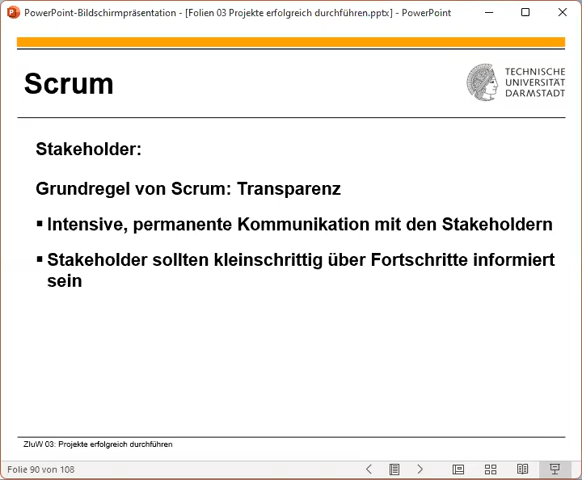 PowerPoint-Bildschirmpräsentation - [Folien 03 Projekte erfolgreich durchführen.pptx] - PowerPoint
Scrum
TECHNISCHE
UNIVERSITÄT
DARMSTADT
Stakeholder:
Grundregel von Scrum: Transparenz
▪ Intensive, permanente Kommunikation mit den Stakeholdern
▪ Stakeholder sollten kleinschrittig über Fortschritte informiert
sein
ZIuW 03: Projekte erfolgreich durchführen
Folie 90 von 108